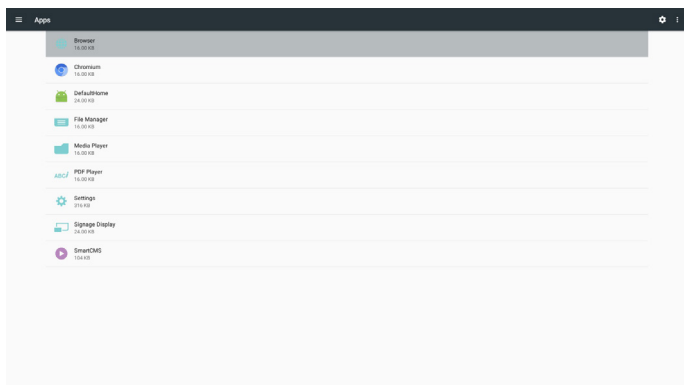 Apps
Browser
16.00 KB
Chromium
16.00 KB
DefaultHome
24.00 KB
File Manager
16.00 KB
Media Player
16.00 KB
ABC
PDF Player
16.00 KB
Settings
316 KB
Signage Display
24.00 KB
SmartCMS
104 KB